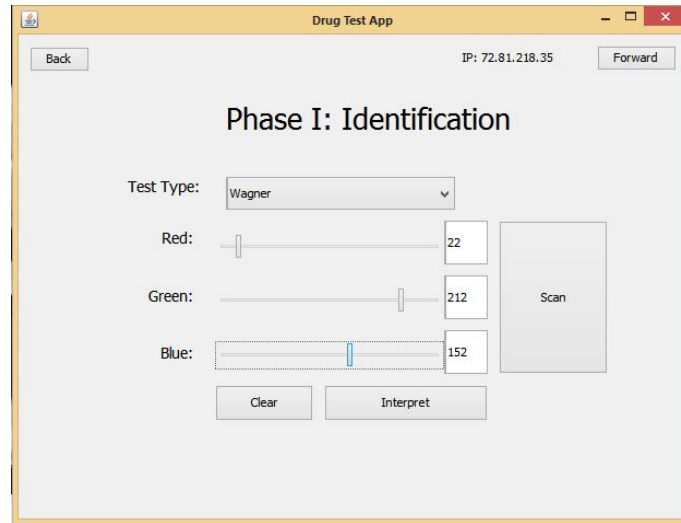 Drug Test App
Back
IP: 72.81.218.35
Forward
Phase I: Identification
Test Type:
Wagner
Red:
22
Green:
212
Scan
Blue:
152
Clear
Interpret